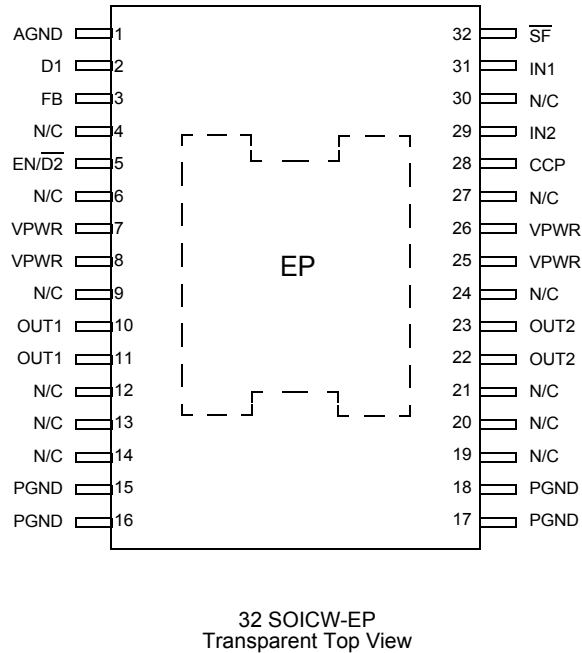 AGND 1 32 S̅F̅
D1 2 31 IN1
FB 3 30 N/C
N/C 4 29 IN2
EN/D̅2̅ 5 28 CCP
N/C 6 27 N/C
VPWR 7 26 VPWR
VPWR 8 25 VPWR
EP
N/C 9 24 N/C
OUT1 10 23 OUT2
OUT1 11 22 OUT2
N/C 12 21 N/C
N/C 13 20 N/C
N/C 14 19 N/C
PGND 15 18 PGND
PGND 16 17 PGND
32 SOICW-EP
Transparent Top View